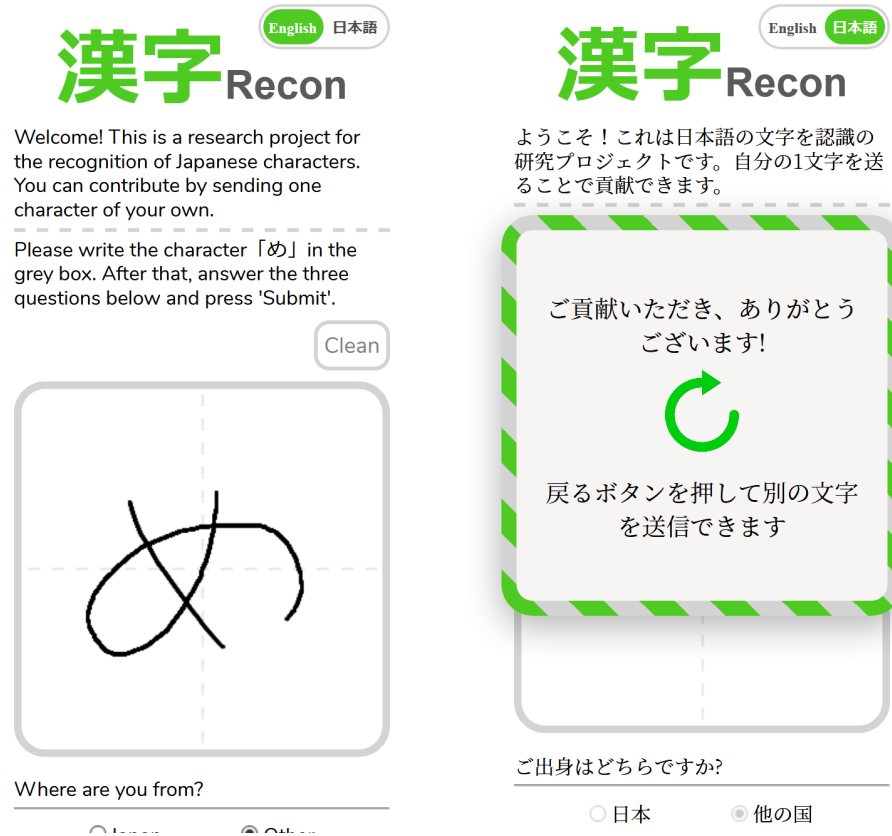 English 日本語
漢字Recon
Welcome! This is a research project for
the recognition of Japanese characters.
You can contribute by sending one
character of your own.
Please write the character「め」in the
grey box. After that, answer the three
questions below and press 'Submit'.
Clean
め
Where are you from?
Japan Other
English 日本語
漢字Recon
ようこそ！これは日本語の文字を認識の
研究プロジェクトです。自分の1文字を送
ることで貢献できます。
ご貢献いただき、ありがとう
ございます!
戻るボタンを押して別の文字
を送信できます
ご出身はどちらですか?
日本 他の国